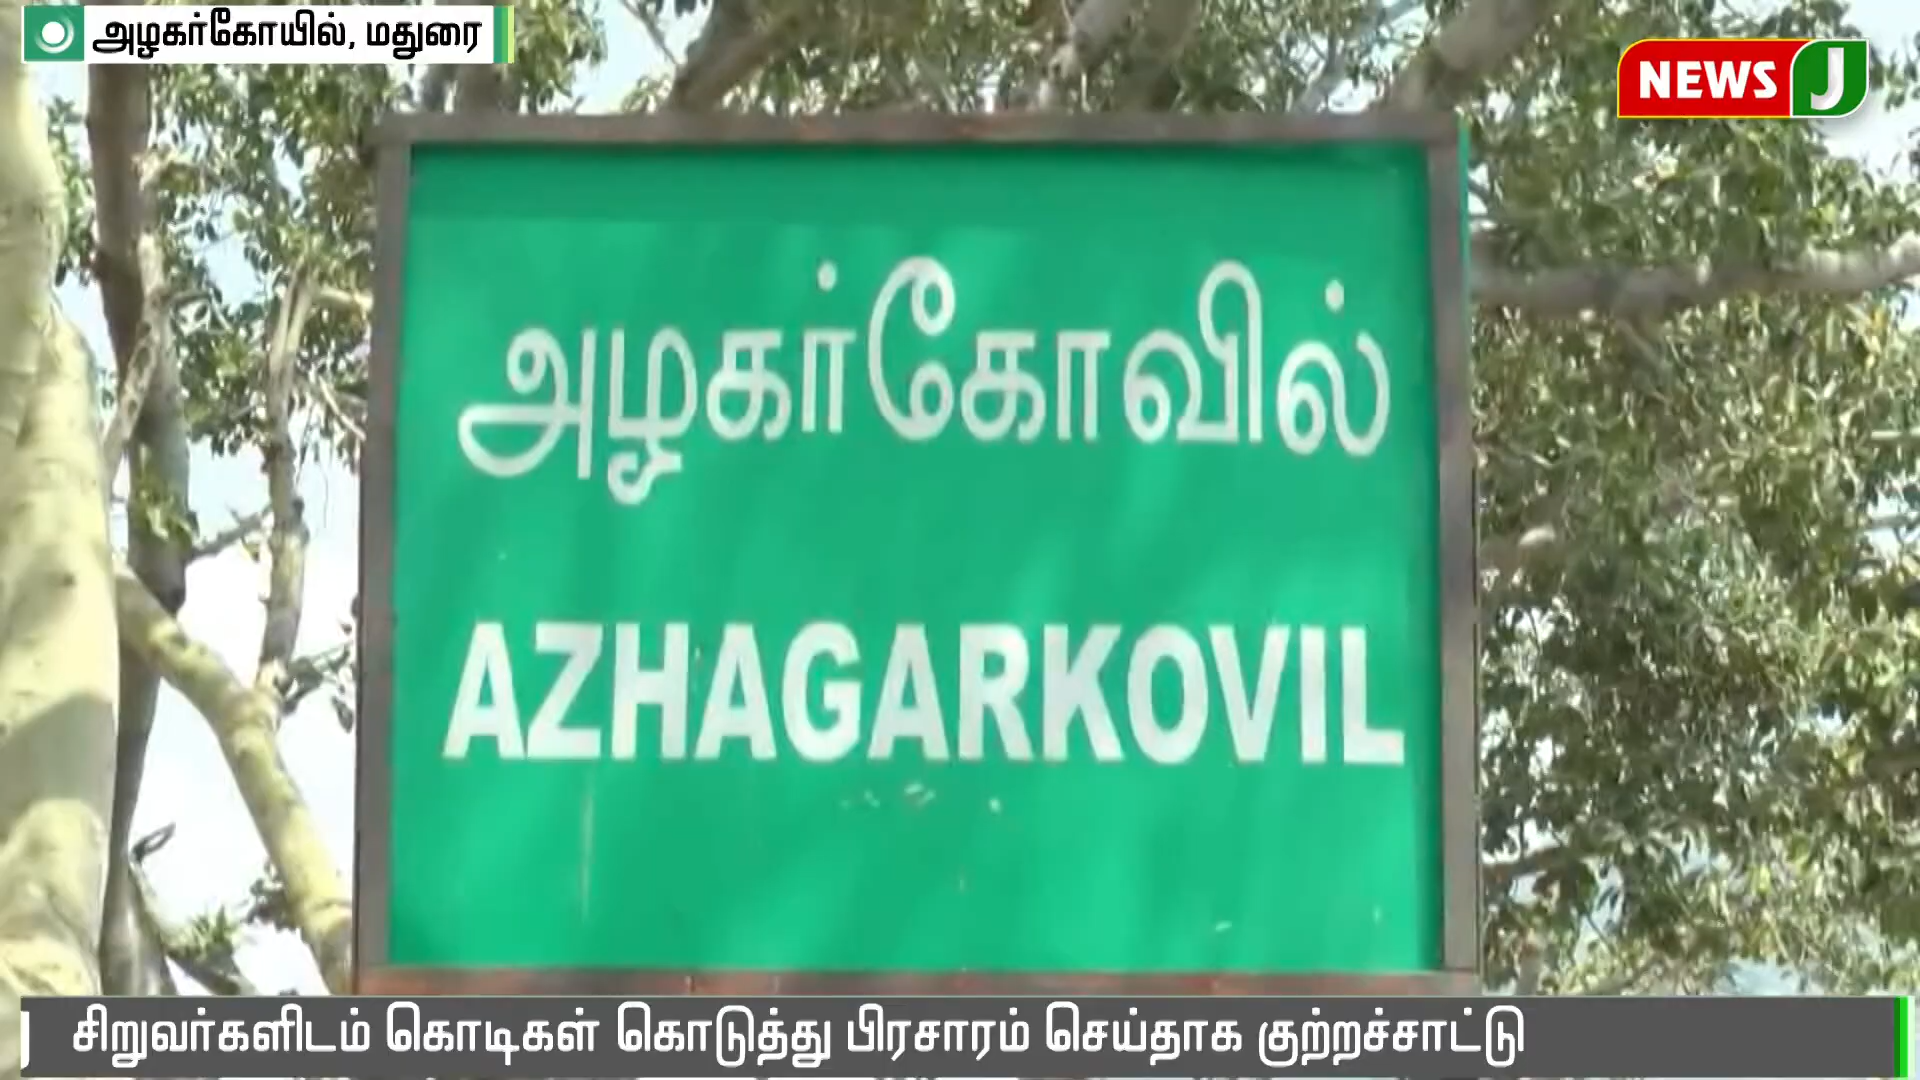 அழகர்கோயில், மதுரை
NEWS J
அழகர்கோவில்
AZHAGARKOVIL
சிறுவர்களிடம் கொடிகள் கொடுத்து பிரசாரம் செய்தாக குற்றச்சாட்டு